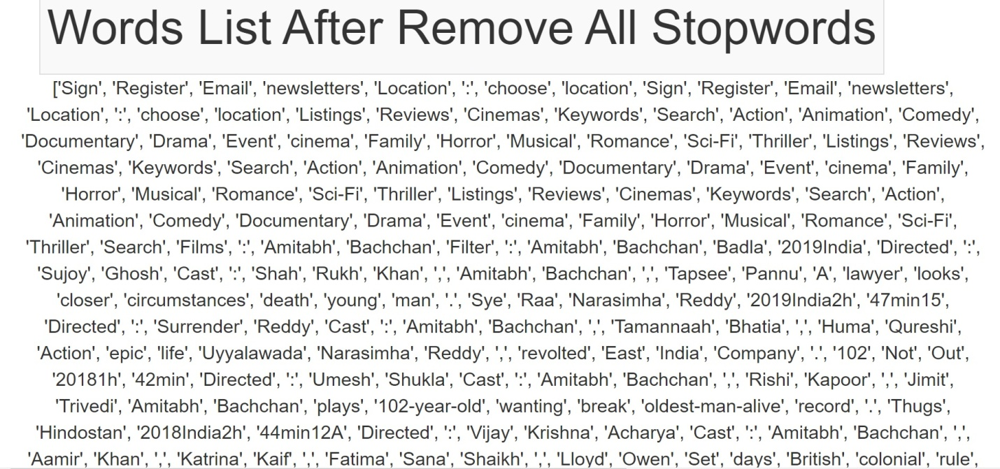 Words List After Remove All Stopwords
['Sign', 'Register', 'Email', 'newsletters', 'Location', ':', 'choose', 'location', 'Sign', 'Register', 'Email', 'newsletters',
'Location', ':', 'choose', 'location', 'Listings', 'Reviews', 'Cinemas', 'Keywords', 'Search', 'Action', 'Animation', 'Comedy',
'Documentary', 'Drama', 'Event', 'cinema', 'Family', 'Horror', 'Musical', 'Romance', 'Sci-Fi', 'Thriller', 'Listings', 'Reviews',
'Cinemas', 'Keywords', 'Search', 'Action', 'Animation', 'Comedy', 'Documentary', 'Drama', 'Event', 'cinema', 'Family',
'Horror', 'Musical', 'Romance', 'Sci-Fi', 'Thriller', 'Listings', 'Reviews', 'Cinemas', 'Keywords', 'Search', 'Action',
'Animation', 'Comedy', 'Documentary', 'Drama', 'Event', 'cinema', 'Family', 'Horror', 'Musical', 'Romance', 'Sci-Fi',
'Thriller', 'Search', 'Films', ':', 'Amitabh', 'Bachchan', 'Filter', ':', 'Amitabh', 'Bachchan', 'Badla', '2019India', 'Directed', ':',
'Sujoy', 'Ghosh', 'Cast', ':', 'Shah', 'Rukh', 'Khan', ',', 'Amitabh', 'Bachchan', ',', 'Tapsee', 'Pannu', 'A', 'lawyer', 'looks',
'closer', 'circumstances', 'death', 'young', 'man', '.', 'Sye', 'Raa', 'Narasimha', 'Reddy', '2019India2h', '47min15',
'Directed', ':', 'Surrender', 'Reddy', 'Cast', ':', 'Amitabh', 'Bachchan', ',', 'Tamannaah', 'Bhatia', ',', 'Huma', 'Qureshi',
'Action', 'epic', 'life', 'Uyyalawada', 'Narasimha', 'Reddy', ',', 'revolted', 'East', 'India', 'Company', '.', '102', 'Not', 'Out',
'20181h', '42min', 'Directed', ':', 'Umesh', 'Shukla', 'Cast', ':', 'Amitabh', 'Bachchan', ',', 'Rishi', 'Kapoor', ',', 'Jimit',
'Trivedi', 'Amitabh', 'Bachchan', 'plays', '102-year-old', 'wanting', 'break', 'oldest-man-alive', 'record', '.', 'Thugs',
'Hindostan', '2018India2h', '44min12A', 'Directed', ':', 'Vijay', 'Krishna', 'Acharya', 'Cast', ':', 'Amitabh', 'Bachchan', ',',
'Aamir', 'Khan', ',', 'Katrina', 'Kaif', ',', 'Fatima', 'Sana', 'Shaikh', ',', 'Lloyd', 'Owen', 'Set', 'days', 'British', 'colonial', 'rule',